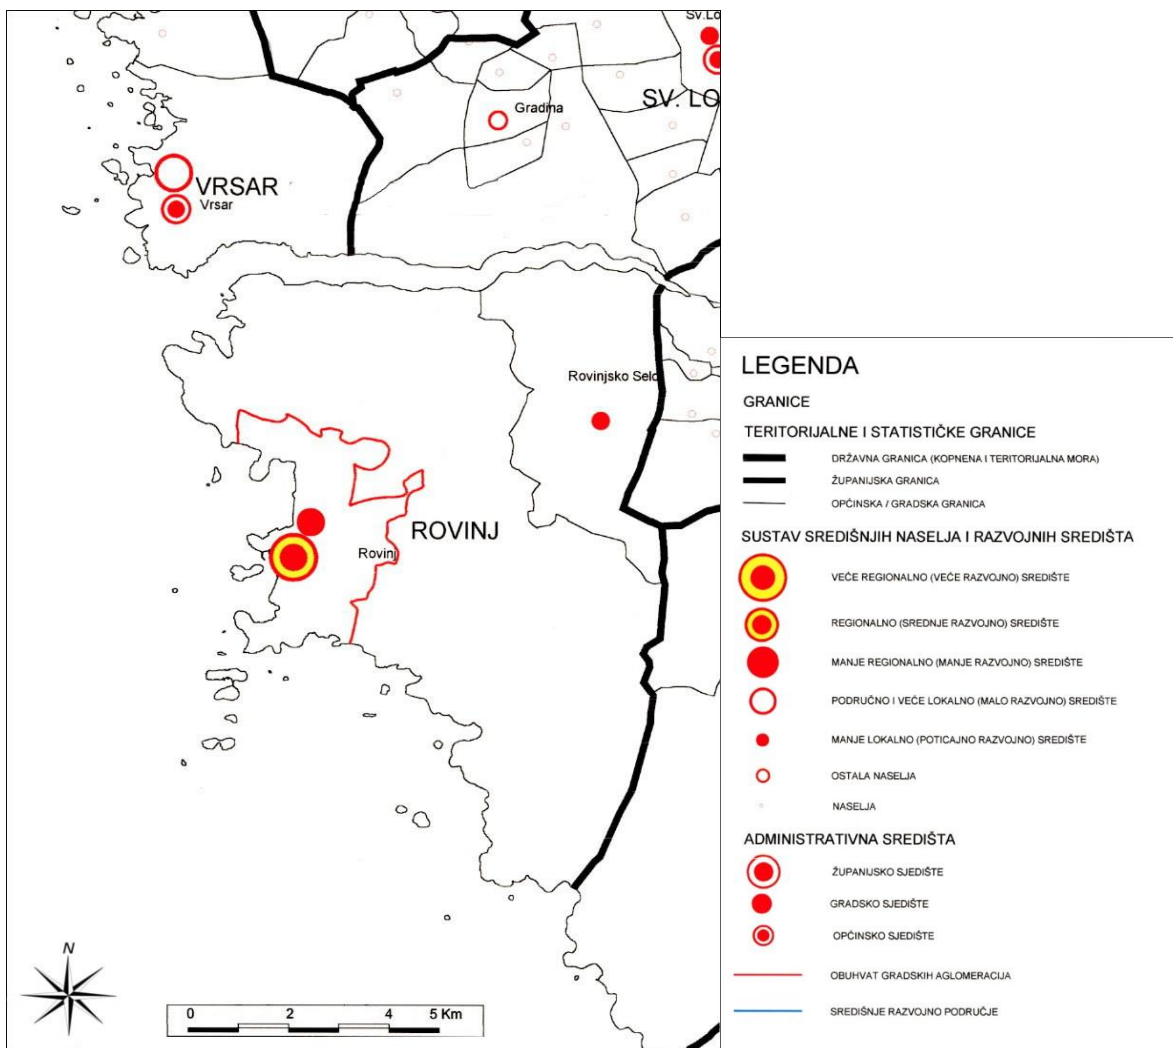 Sv.Lo
SV. LO
Gradina
VRSAR
Vrsar
Rovinjsko Selo
ROVINJ
Rovinj
N
0 2 4 5 Km
LEGENDA
GRANICE
TERITORIJALNE I STATISTIČKE GRANICE
DRŽAVNA GRANICA (KOPNENA I TERITORIJALNA MORA)
ŽUPANIJSKA GRANICA
OPĆINSKA / GRADSKA GRANICA
SUSTAV SREDIŠNJIH NASELJA I RAZVOJNIH SREDIŠTA
VEĆE REGIONALNO (VEĆE RAZVOJNO) SREDIŠTE
REGIONALNO (SREDNJE RAZVOJNO) SREDIŠTE
MANJE REGIONALNO (MANJE RAZVOJNO) SREDIŠTE
PODRUČNO I VEĆE LOKALNO (MALO RAZVOJNO) SREDIŠTE
MANJE LOKALNO (POTICAJNO RAZVOJNO) SREDIŠTE
OSTALA NASELJA
NASELJA
ADMINISTRATIVNA SREDIŠTA
ŽUPANIJSKO SJEDIŠTE
GRADSKO SJEDIŠTE
OPĆINSKO SJEDIŠTE
OBUHVAT GRADSKIH AGLOMERACIJA
SREDIŠNJE RAZVOJNO PODRUČJE